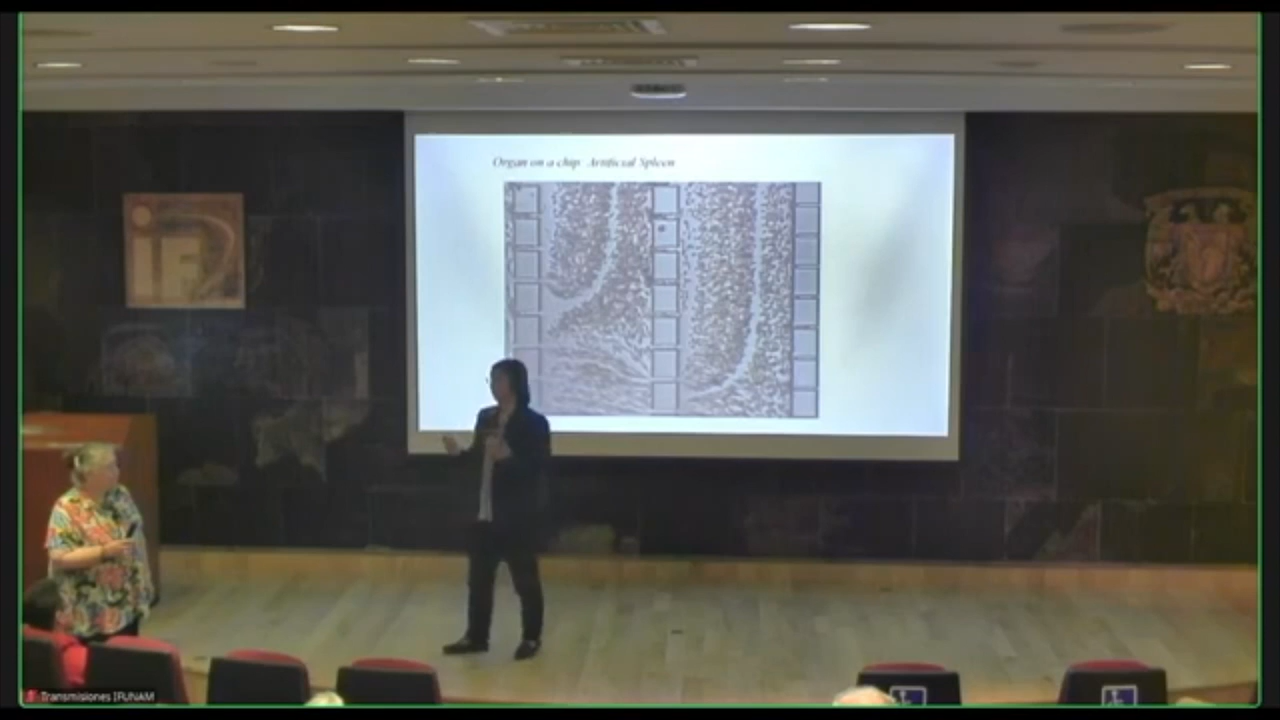 Organ on a chip: Artificial Spleen
IF
Transmisiones IFUNAM